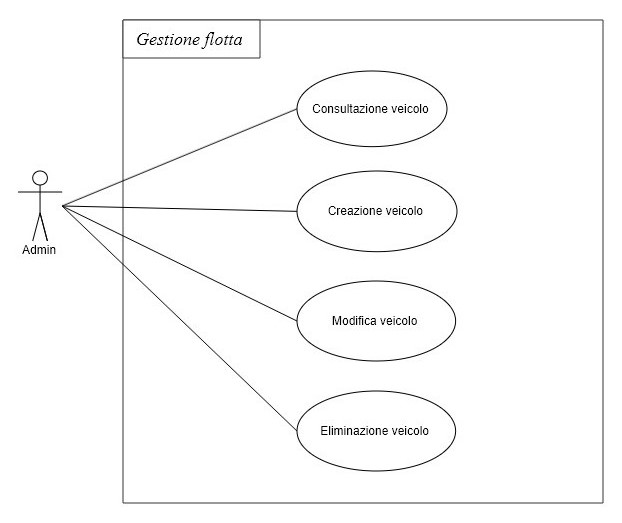 Gestione flotta
Consultazione veicolo
Creazione veicolo
Admin
Modifica veicolo
Eliminazione veicolo